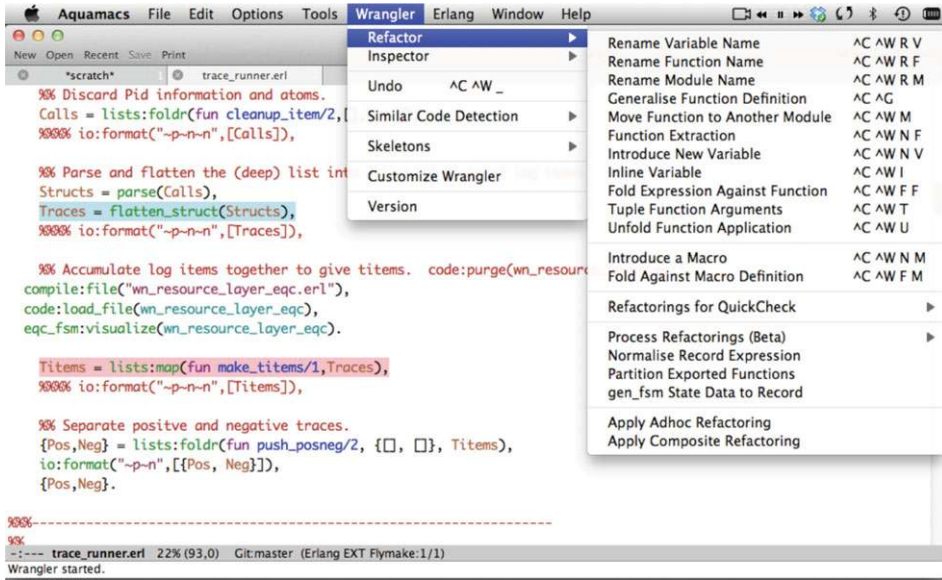 Aquamacs File Edit Options Tools Wrangler Erlang Window Help
New Open Recent Save Print
*scratch* trace_runner.erl
%% Discard Pid information and atoms.
Calls = lists:foldr(fun cleanup_item/2,[
%%%% io:format("~p~n~n",[Calls]),
%% Parse and flatten the (deep) list int
Structs = parse(Calls),
Traces = flatten_struct(Structs),
%%%% io:format("~p~n~n",[Traces]),
%% Accumulate log items together to give titems. code:purge(wn_resourc
compile:file("wn_resource_layer_eqc.erl"),
code:load_file(wn_resource_layer_eqc),
eqc_fsm:visualize(wn_resource_layer_eqc).
Titems = lists:map(fun make_titems/1,Traces),
%%%% io:format("~p~n~n",[Titems]),
%% Separate positve and negative traces.
{Pos,Neg} = lists:foldr(fun push_posneg/2, {[], []}, Titems),
io:format("~p~n",[{Pos, Neg}]),
{Pos,Neg}.
%%%-------------------------------------------------------------------
%%
-:--- trace_runner.erl 22% (93,0) Git:master (Erlang EXT Flymake:1/1)
Wrangler started.
Refactor
Inspector
Undo ^C ^W _
Similar Code Detection
Skeletons
Customize Wrangler
Version
Rename Variable Name ^C ^W R V
Rename Function Name ^C ^W R F
Rename Module Name ^C ^W R M
Generalise Function Definition ^C ^G
Move Function to Another Module ^C ^W M
Function Extraction ^C ^W N F
Introduce New Variable ^C ^W N V
Inline Variable ^C ^W I
Fold Expression Against Function ^C ^W F F
Tuple Function Arguments ^C ^W T
Unfold Function Application ^C ^W U
Introduce a Macro ^C ^W N M
Fold Against Macro Definition ^C ^W F M
Refactorings for QuickCheck
Process Refactorings (Beta)
Normalise Record Expression
Partition Exported Functions
gen_fsm State Data to Record
Apply Adhoc Refactoring
Apply Composite Refactoring